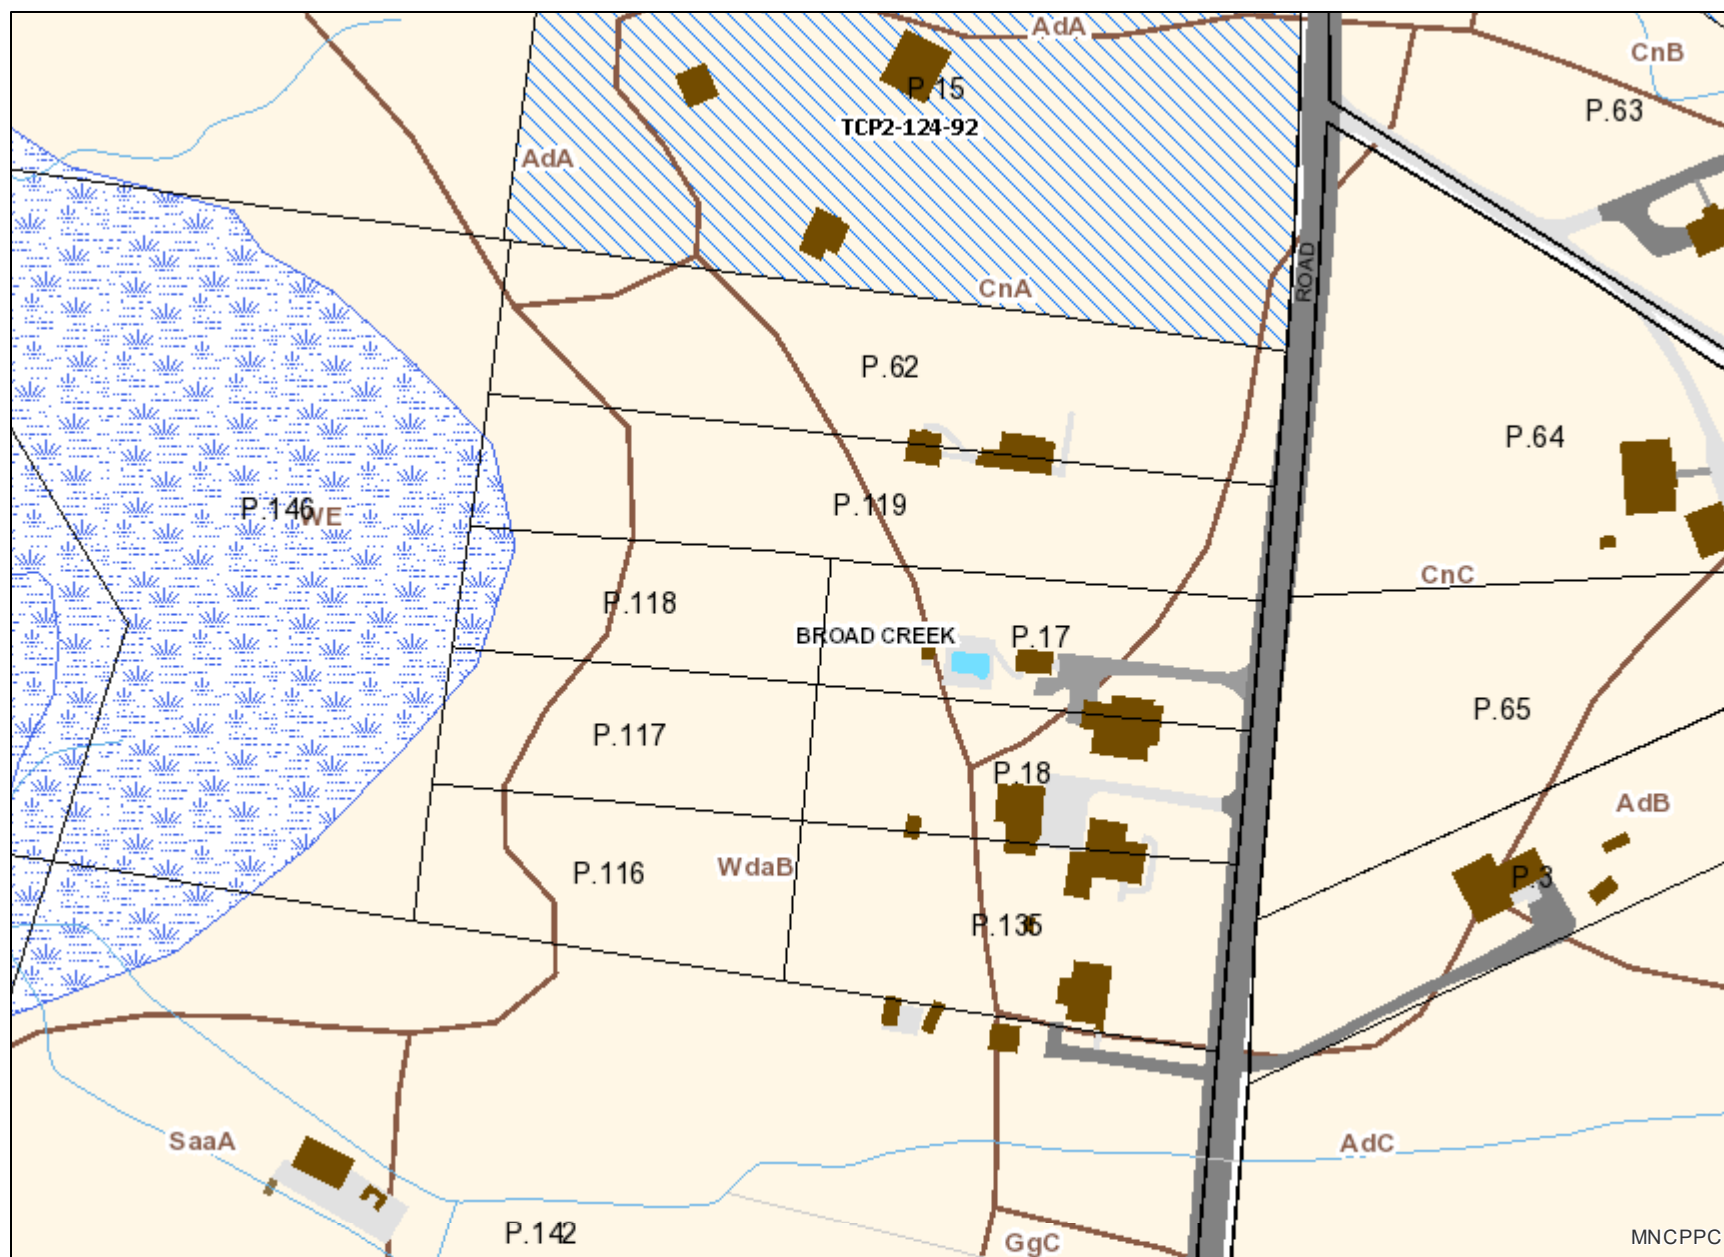 AdA
CnB
P.15
P.63
TCP2-124-92
AdA
ROAD
CnA
P.62
P.64
P.119
P.146
WE
CnC
P.118
BROAD CREEK
P.17
P.65
P.117
P.18
AdB
P.116
WdaB
P.3
P.135
SaaA
AdC
P.142
GgC
MNCPPC